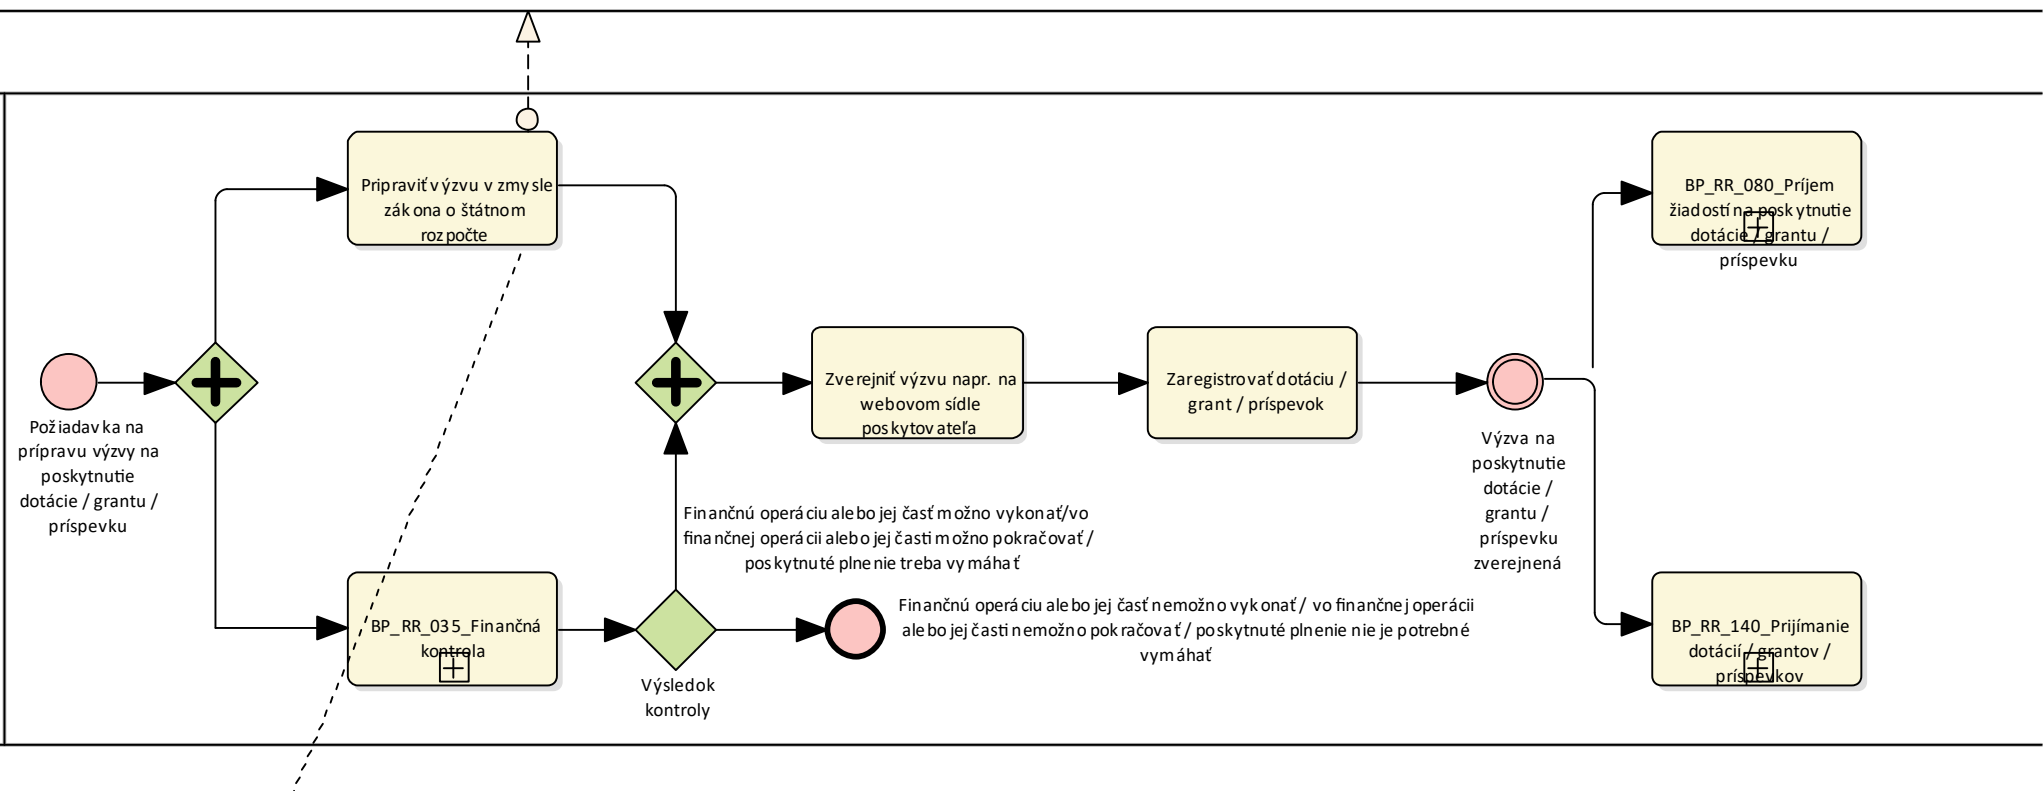 Pripraviť výzvu v zmysle
zákona o štátnom
rozpočte
BP_RR_080_Príjem
žiadostí na poskytnutie
dotácie / grantu /
príspevku
Požiadavka na
prípravu výzvy na
poskytnutie
dotácie / grantu /
príspevku
Zverejniť výzvu napr. na
webovom sídle
poskytovateľa
Zaregistrovať dotáciu /
grant / príspevok
Výzva na
poskytnutie
dotácie /
grantu /
príspevku
zverejnená
Finančnú operáciu alebo jej časť možno vykonať/vo
finančnej operácii alebo jej časti možno pokračovať /
poskytnuté plnenie treba vymáhať
BP_RR_035_Finančná
kontrola
Výsledok
kontroly
Finančnú operáciu alebo jej časť nemožno vykonať / vo finančnej operácii
alebo jej časti nemožno pokračovať / poskytnuté plnenie nie je potrebné
vymáhať
BP_RR_140_Prijímanie
dotácií / grantov /
príspevkov